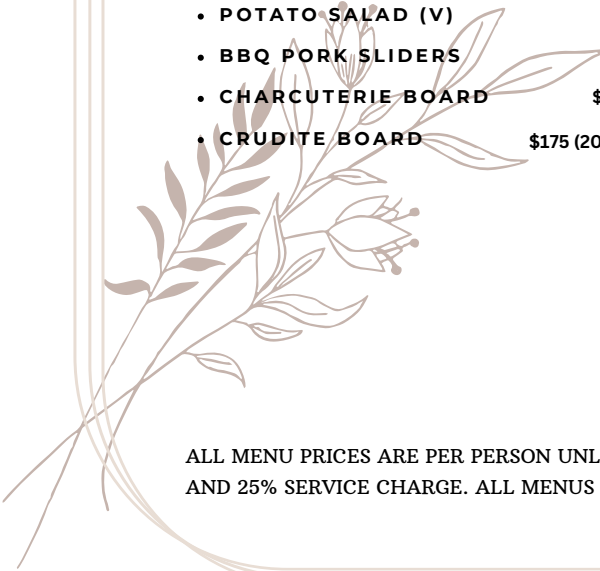 • POTATO SALAD (V)
• BBQ PORK SLIDERS
• CHARCUTERIE BOARD $
• CRUDITE BOARD $175 (20
ALL MENU PRICES ARE PER PERSON UNL
AND 25% SERVICE CHARGE. ALL MENUS